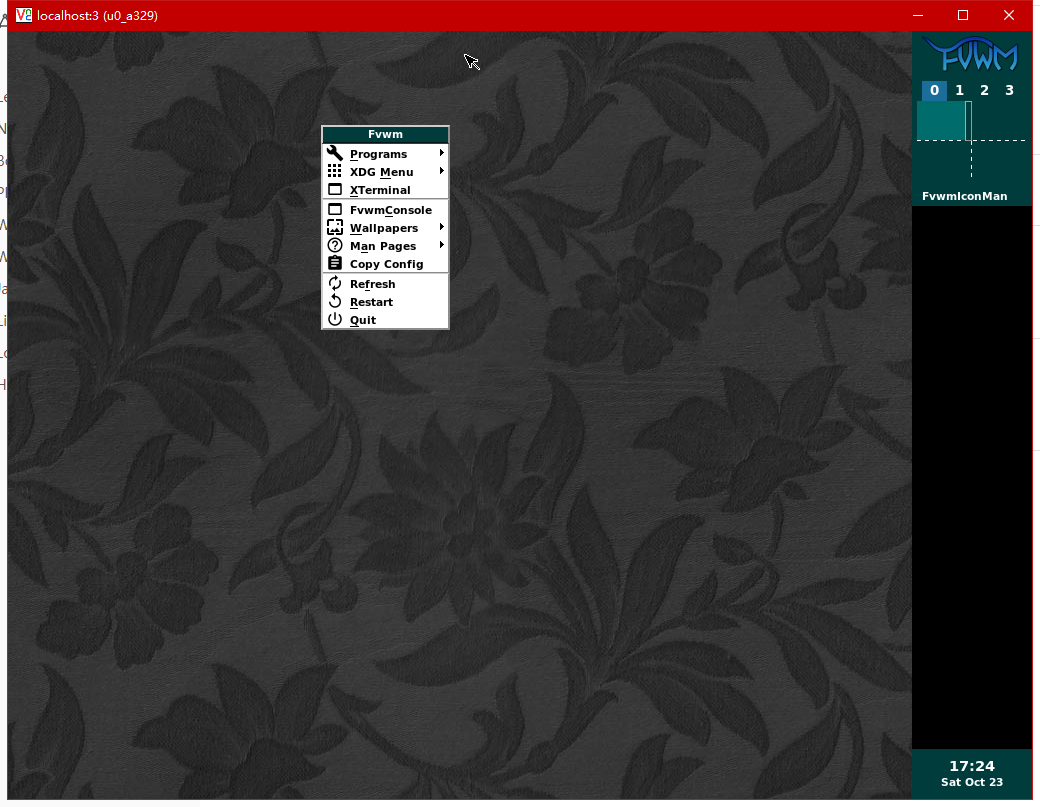 localhost:3 (u0_a329)
FVWM
0 1 2 3
FvwmIconMan
Fvwm
Programs
XDG Menu
XTerminal
FvwmConsole
Wallpapers
Man Pages
Copy Config
Refresh
Restart
Quit
17:24
Sat Oct 23